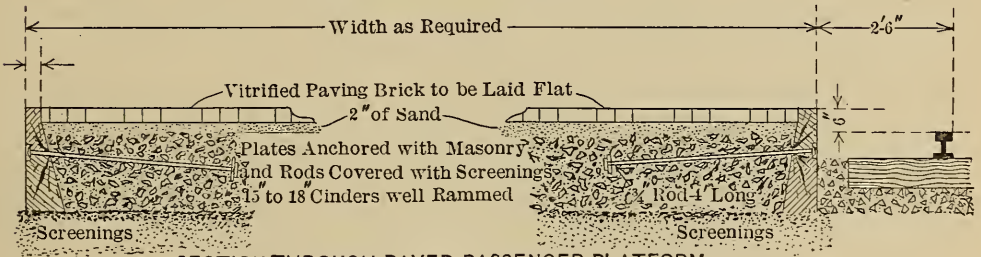 Width as Required
2'6"
Vitrified Paving Brick to be Laid Flat
2" of Sand
6"
Plates Anchored with Masonry
and Rods Covered with Screenings
15" to 18" Cinders well Rammed
Rod-4' Long
Screenings
Screenings
SECTION THROUGH PAVED PASSENGER PLATFORM